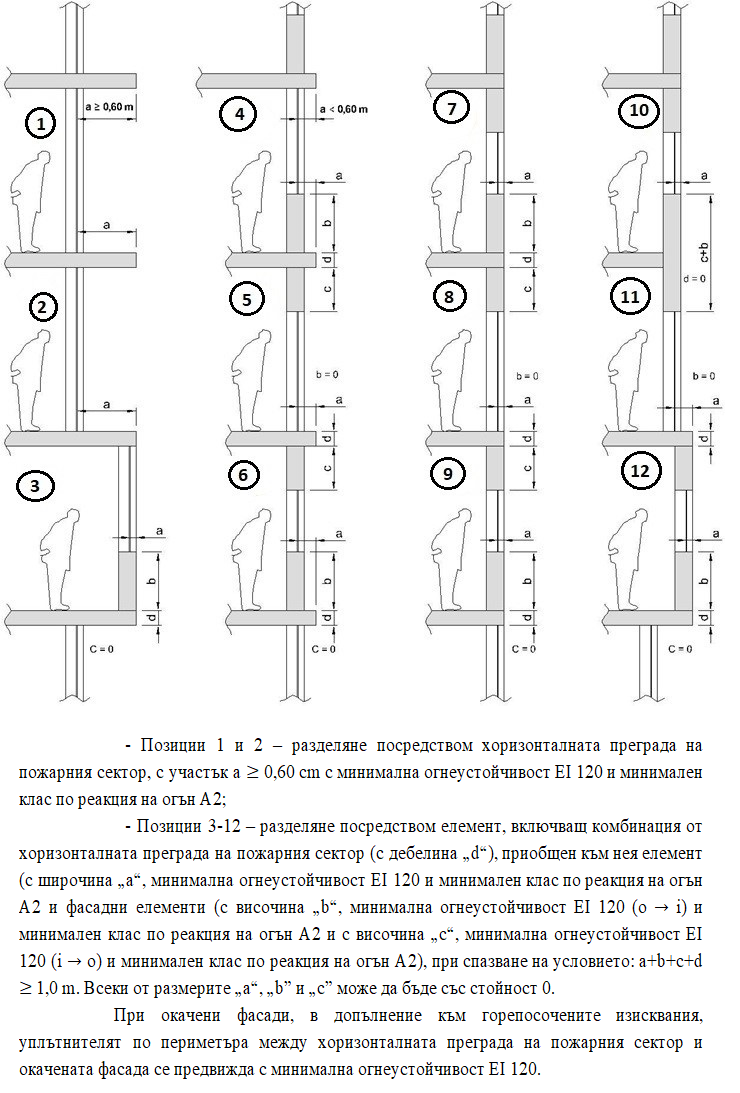 a ≥ 0,60 m
a < 0,60 m
1
4
7
10
a
a
a
a
b
b
c+b
d
d
d = 0
c
c
2
5
8
11
b = 0
b = 0
b = 0
a
a
a
a
d
d
d
3
6
9
12
c
c
c
a
a
a
a
b
b
b
b
d
d
d
d
C = 0
C = 0
C = 0
C = 0
- Позиции 1 и 2 – разделяне посредством хоризонталната преграда на
пожарния сектор, с участък a ≥ 0,60 cm с минимална огнеустойчивост EI 120 и минимален
клас по реакция на огън А2;
- Позиции 3-12 – разделяне посредством елемент, включващ комбинация от
хоризонталната преграда на пожарния сектор (с дебелина „d“), приобщен към нея елемент
(с широчина „a“, минимална огнеустойчивост EI 120 и минимален клас по реакция на огън
А2 и фасадни елементи (с височина „b“, минимална огнеустойчивост EI 120 (o → i) и
минимален клас по реакция на огън А2 и с височина „c“, минимална огнеустойчивост EI
120 (i → o) и минимален клас по реакция на огън А2), при спазване на условието: a+b+c+d
≥ 1,0 m. Всеки от размерите „a“, „b” и „c” може да бъде със стойност 0.
При окачени фасади, в допълнение към горепосочените изисквания,
уплътнителят по периметъра между хоризонталната преграда на пожарния сектор и
окачената фасада се предвижда с минимална огнеустойчивост EI 120.